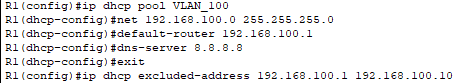 R1(config)#ip dhcp pool VLAN_100
R1(dhcp-config)#net 192.168.100.0 255.255.255.0
R1(dhcp-config)#default-router 192.168.100.1
R1(dhcp-config)#dns-server 8.8.8.8
R1(dhcp-config)#exit
R1(config)#ip dhcp excluded-address 192.168.100.1 192.168.100.10